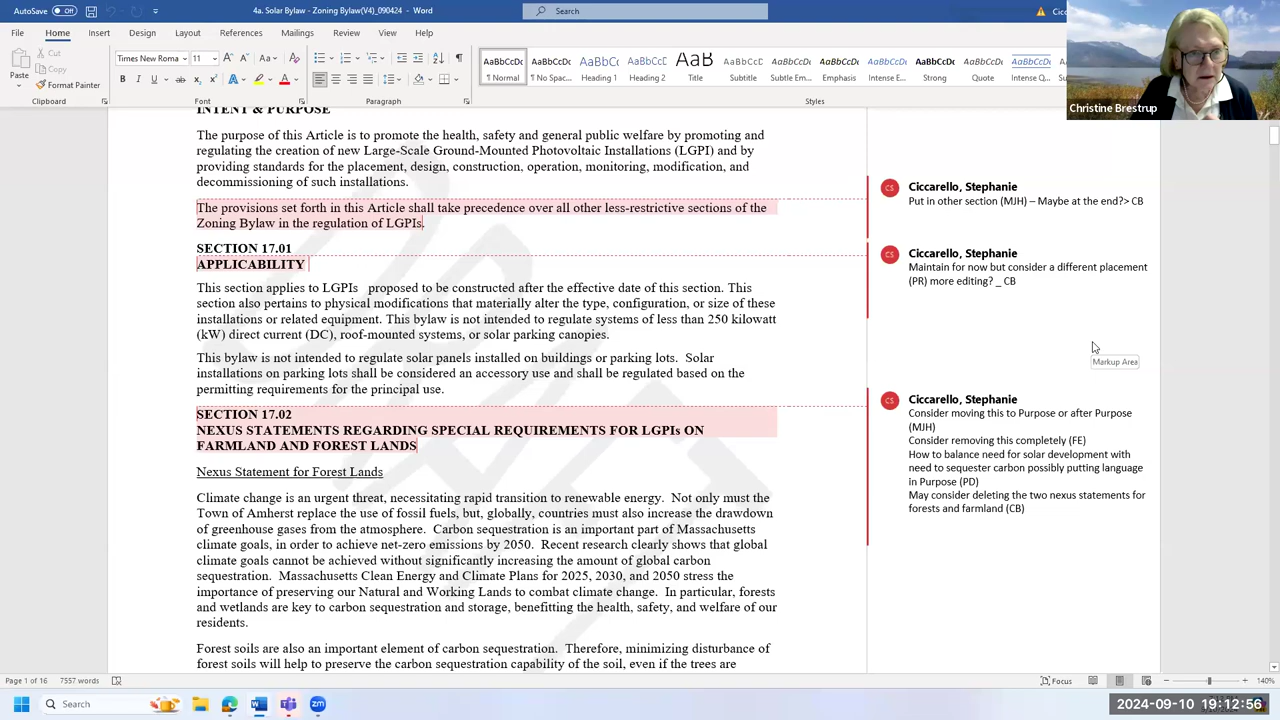 AutoSave Off 4a. Solar - Zoning Bylaw(V4)_090424 Search Cicc
File Home Insert Design Layout References Mailings Review View Help
Paste Cut Copy Format Painter Clipboard
Times New Roma 11 Font
Paragraph
AaBbCcDc ¶ Normal AaBbCcDc ¶ No Spac... AaBbC Heading 1 AaBbCc Heading 2 AaB Title AaBbCcD Subtitle AaBbCcDc Subtle Em... AaBbCcDc Emphasis AaBbCcDc Intense E... AaBbCcDc Strong AaBbCcDc Quote AaBbCcDc Intense Q...
Styles
Christine Brestrup
INTENT & PURPOSE
The purpose of this Article is to promote the health, safety and general public welfare by promoting and
regulating the creation of new Large-Scale Ground-Mounted Photovoltaic Installations (LGPI) and by
providing standards for the placement, design, construction, operation, monitoring, modification, and
decommissioning of such installations.
The provisions set forth in this Article shall take precedence over all other less-restrictive sections of the
Zoning Bylaw in the regulation of LGPIs.
SECTION 17.01
APPLICABILITY
This section applies to LGPIs proposed to be constructed after the effective date of this section. This
section also pertains to physical modifications that materially alter the type, configuration, or size of these
installations or related equipment. This bylaw is not intended to regulate systems of less than 250 kilowatt
(kW) direct current (DC), roof-mounted systems, or solar parking canopies.
This bylaw is not intended to regulate solar panels installed on buildings or parking lots. Solar
installations on parking lots shall be considered an accessory use and shall be regulated based on the
permitting requirements for the principal use.
SECTION 17.02
NEXUS STATEMENTS REGARDING SPECIAL REQUIREMENTS FOR LGPIs ON
FARMLAND AND FOREST LANDS
Nexus Statement for Forest Lands
Climate change is an urgent threat, necessitating rapid transition to renewable energy. Not only must the
Town of Amherst replace the use of fossil fuels, but, globally, countries must also increase the drawdown
of greenhouse gases from the atmosphere. Carbon sequestration is an important part of Massachusetts
climate goals, in order to achieve net-zero emissions by 2050. Recent research clearly shows that global
climate goals cannot be achieved without significantly increasing the amount of global carbon
sequestration. Massachusetts Clean Energy and Climate Plans for 2025, 2030, and 2050 stress the
importance of preserving our Natural and Working Lands to combat climate change. In particular, forests
and wetlands are key to carbon sequestration and storage, benefitting the health, safety, and welfare of our
residents.
Forest soils are also an important element of carbon sequestration. Therefore, minimizing disturbance of
forest soils will help to preserve the carbon sequestration capability of the soil, even if the trees are
CS Ciccarello, Stephanie
Put in other section (MJH) – Maybe at the end?> CB
CS Ciccarello, Stephanie
Maintain for now but consider a different placement
(PR) more editing? _ CB
Markup Area
CS Ciccarello, Stephanie
Consider moving this to Purpose or after Purpose
(MJH)
Consider removing this completely (FE)
How to balance need for solar development with
need to sequester carbon possibly putting language
in Purpose (PD)
May consider deleting the two nexus statements for
forests and farmland (CB)
Page 1 of 16 7557 words Focus 140%
Search
2024-09-10 19:12:56